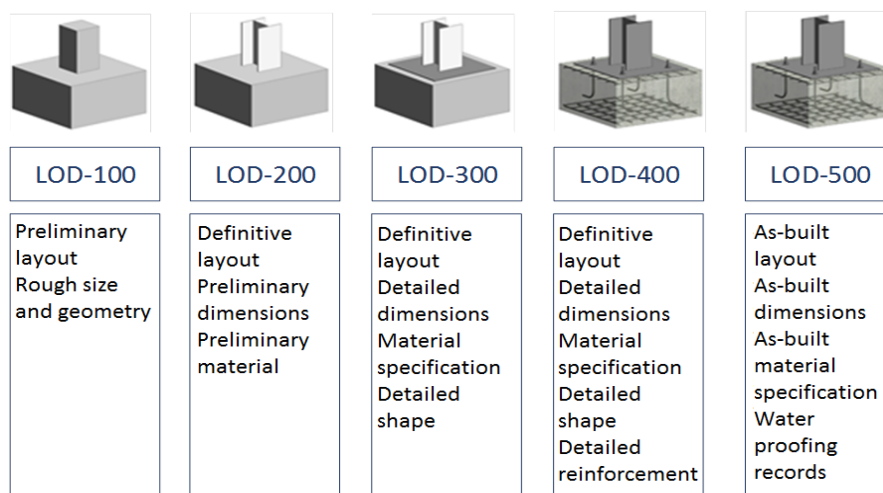 LOD-100
LOD-200
LOD-300
LOD-400
LOD-500
Preliminary
layout
Rough size
and geometry
Definitive
layout
Preliminary
dimensions
Preliminary
material
Definitive
layout
Detailed
dimensions
Material
specification
Detailed
shape
Definitive
layout
Detailed
dimensions
Material
specification
Detailed
shape
Detailed
reinforcement
As-built
layout
As-built
dimensions
As-built
material
specification
Water
proofing
records